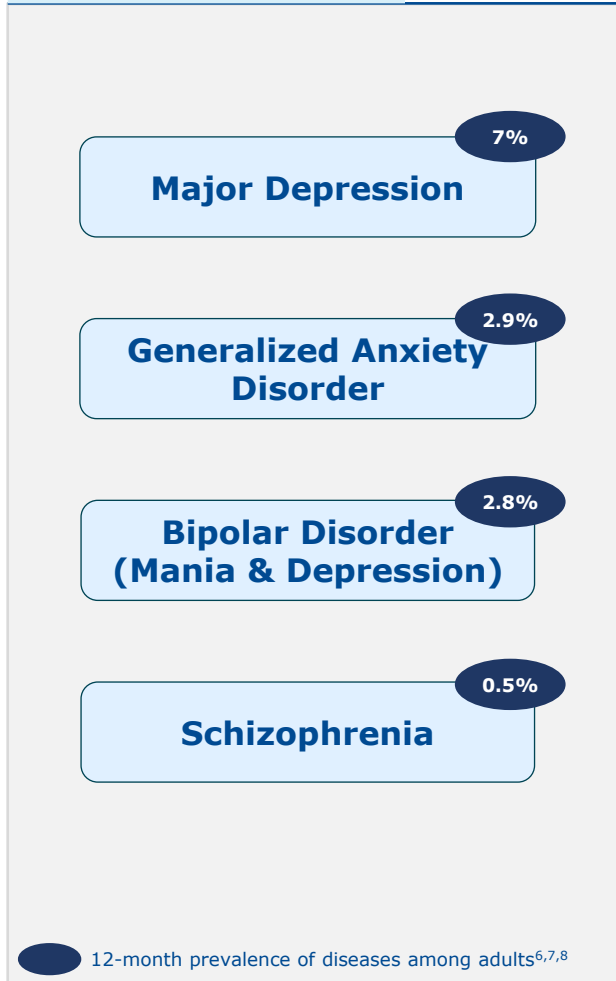 7%
Major Depression
2.9%
Generalized Anxiety
Disorder
2.8%
Bipolar Disorder
(Mania & Depression)
0.5%
Schizophrenia
12-month prevalence of diseases among adults6,7,8